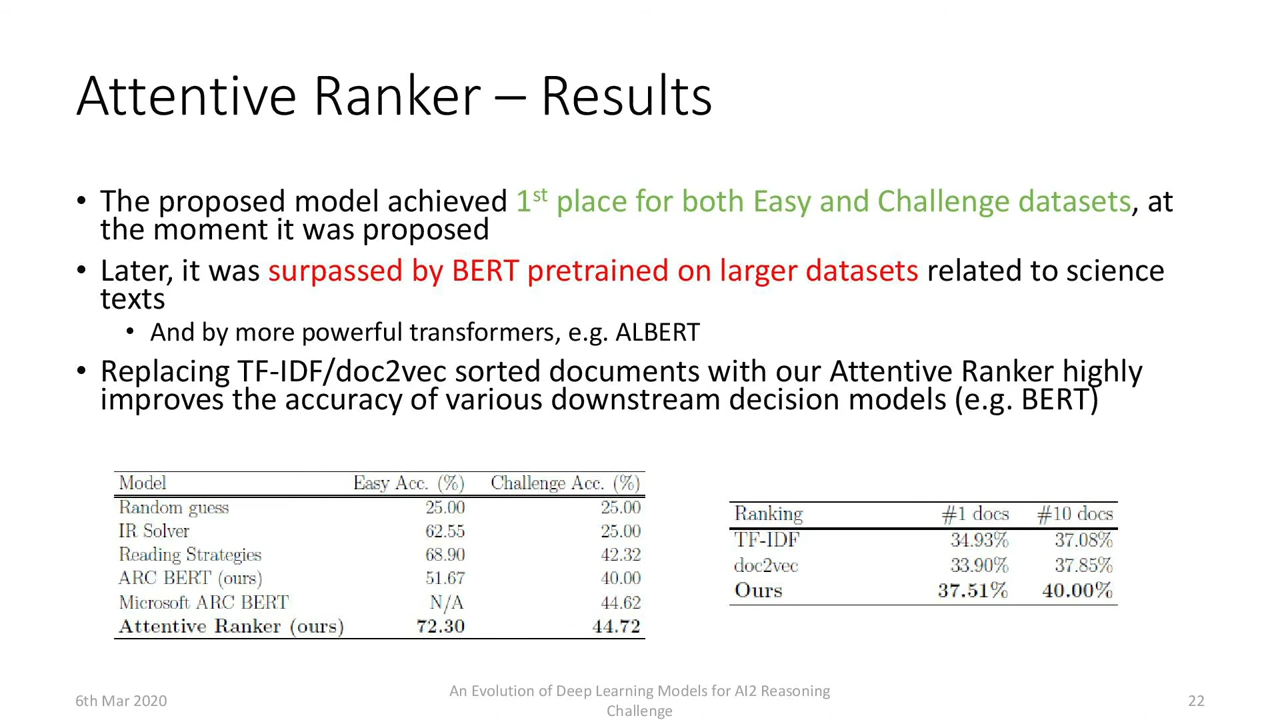 Attentive Ranker – Results
• The proposed model achieved 1st place for both Easy and Challenge datasets, at
the moment it was proposed
• Later, it was surpassed by BERT pretrained on larger datasets related to science
texts
• And by more powerful transformers, e.g. ALBERT
• Replacing TF-IDF/doc2vec sorted documents with our Attentive Ranker highly
improves the accuracy of various downstream decision models (e.g. BERT)
Model Easy Acc. (%) Challenge Acc. (%)
Random guess 25.00 25.00
IR Solver 62.55 25.00
Reading Strategies 68.90 42.32
ARC BERT (ours) 51.67 40.00
Microsoft ARC BERT N/A 44.62
Attentive Ranker (ours) 72.30 44.72
Ranking #1 docs #10 docs
TF-IDF 34.93% 37.08%
doc2vec 33.90% 37.85%
Ours 37.51% 40.00%
6th Mar 2020
An Evolution of Deep Learning Models for AI2 Reasoning
Challenge
22